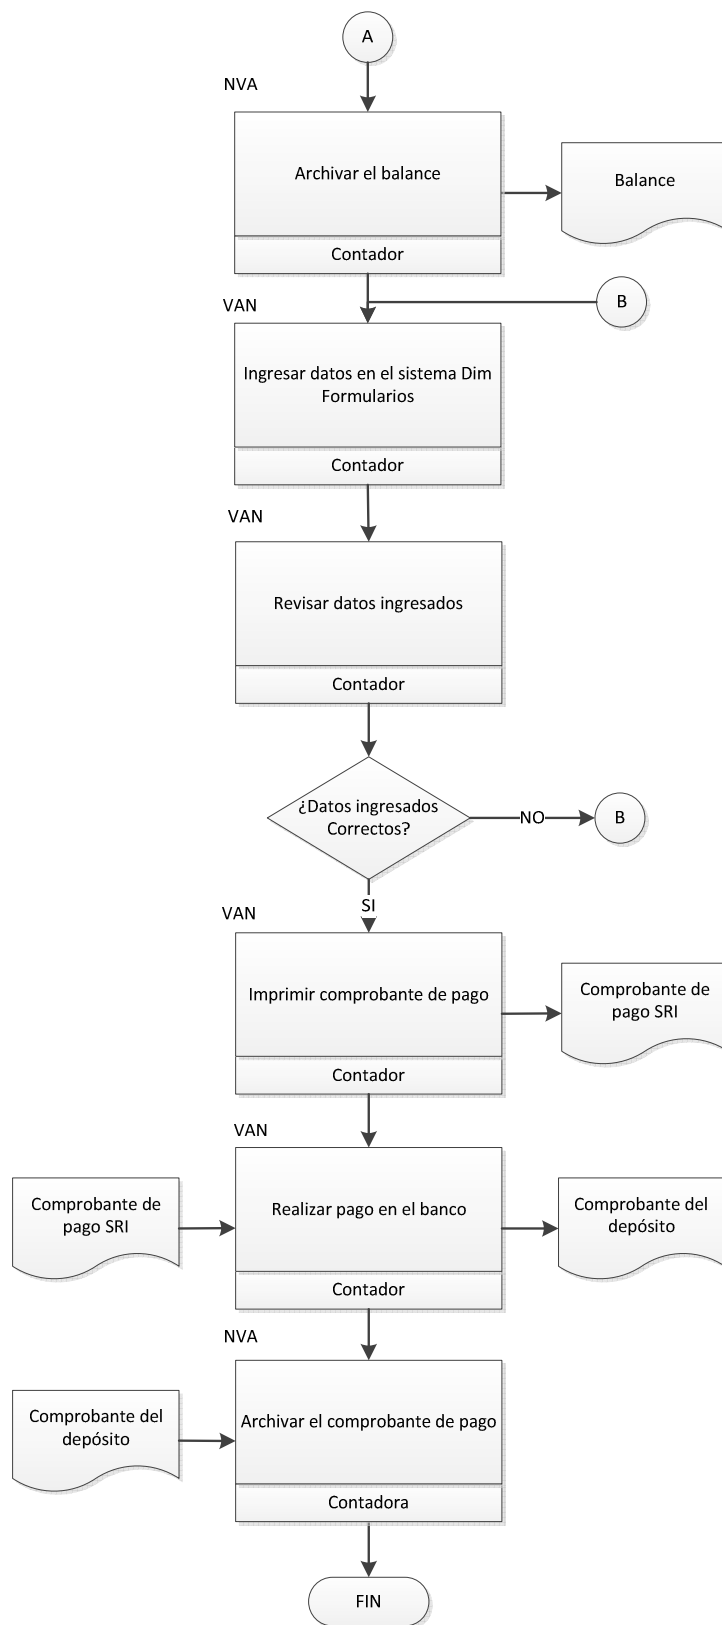 A
NVA
Archivar el balance
Balance
Contador
VAN
B
Ingresar datos en el sistema Dim
Formularios
Contador
VAN
Revisar datos ingresados
Contador
¿Datos ingresados
Correctos?
NO
B
SI
VAN
Imprimir comprobante de pago
Comprobante de
pago SRI
Contador
VAN
Comprobante de
pago SRI
Realizar pago en el banco
Comprobante del
depósito
Contador
NVA
Comprobante del
depósito
Archivar el comprobante de pago
Contadora
FIN